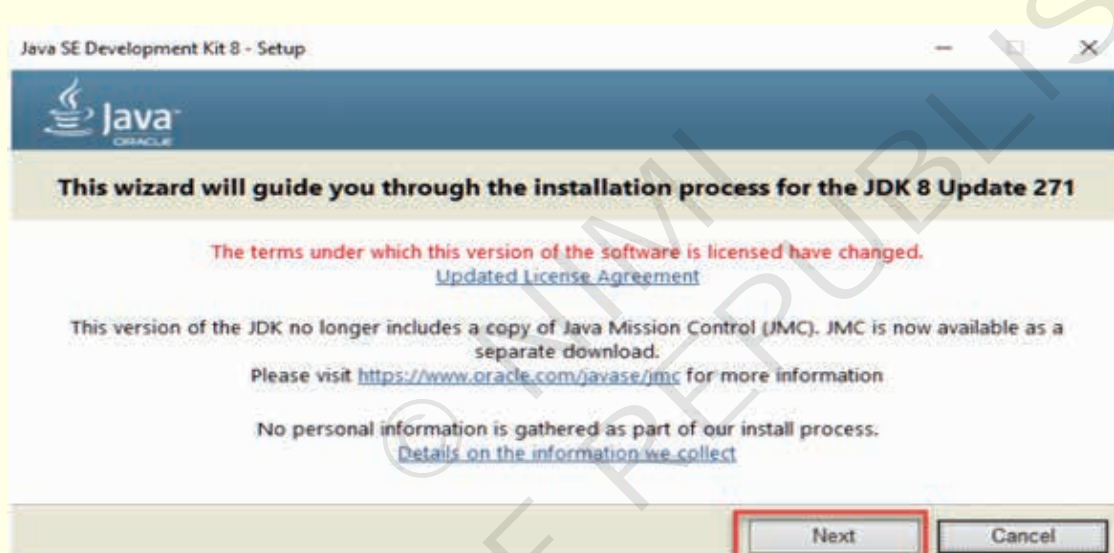 Java SE Development Kit 8 - Setup
Java
ORACLE
This wizard will guide you through the installation process for the JDK 8 Update 271
The terms under which this version of the software is licensed have changed.
Updated License Agreement
This version of the JDK no longer includes a copy of Java Mission Control (JMC). JMC is now available as a
separate download.
Please visit https://www.oracle.com/javase/jmc for more information
No personal information is gathered as part of our install process.
Details on the information we collect
Next
Cancel
© NIMI